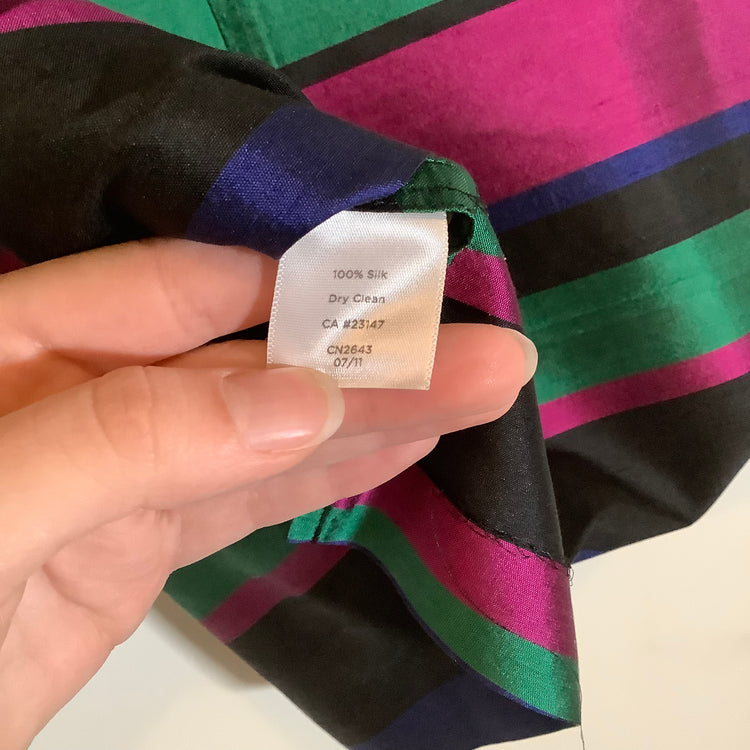 100% Silk
Dry Clean
CA #23147
CN2643
07/11